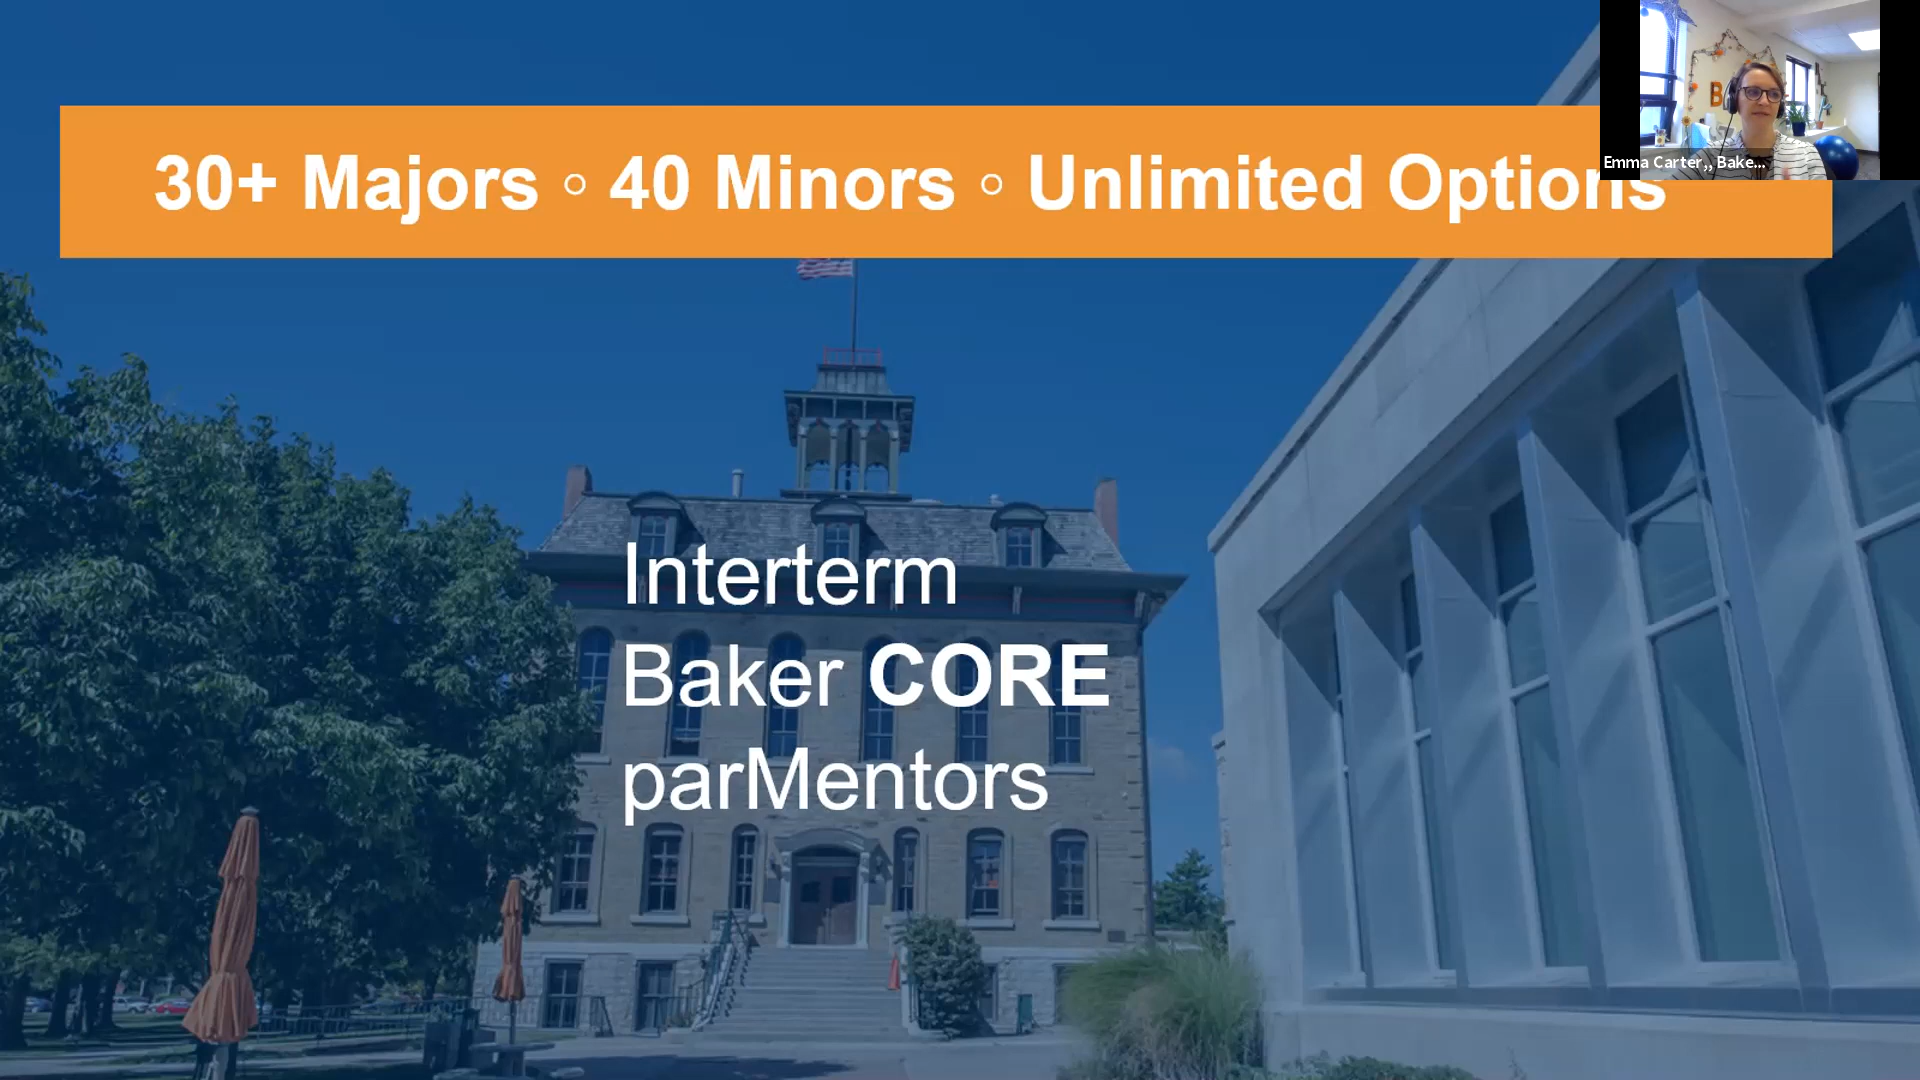 30+ Majors ◦ 40 Minors ◦ Unlimited Options
Emma Carter,, Bake...
B
Interterm
Baker CORE
parMentors